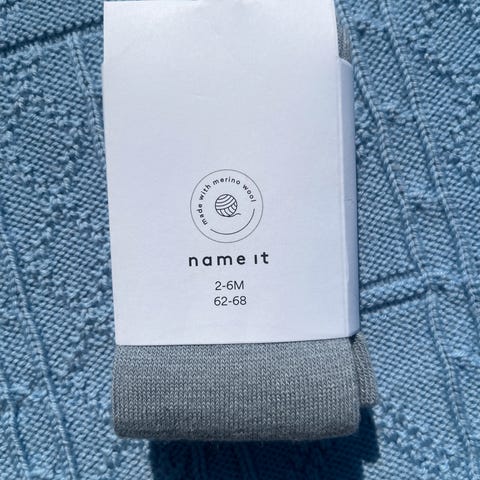 made with merino wool
name it
2-6M
62-68